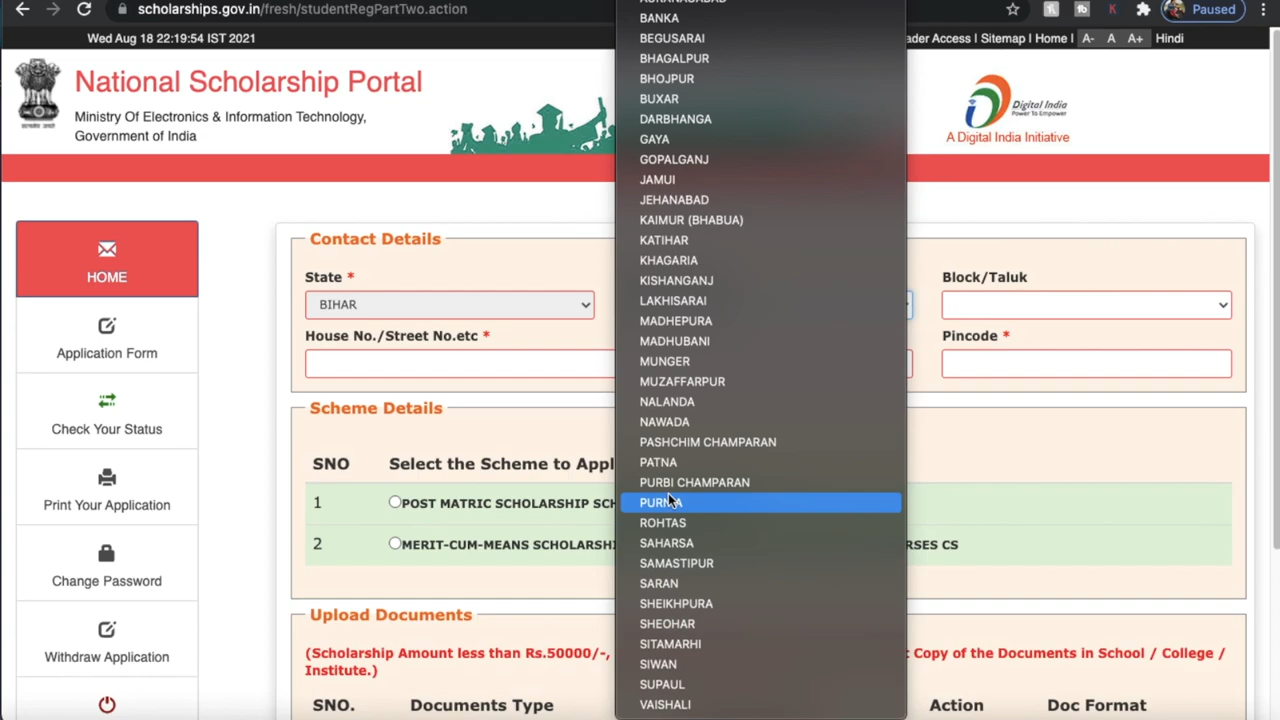 scholarships.gov.in/fresh/studentRegPartTwo.action
Paused
Wed Aug 18 22:19:54 IST 2021
der Access I Sitemap I Home I A- A A+ Hindi
National Scholarship Portal
Ministry Of Electronics & Information Technology,
Government of India
Digital India
Power To Empower
A Digital India Initiative
HOME
Application Form
Check Your Status
Print Your Application
Change Password
Withdraw Application
Contact Details
State *
BIHAR
Block/Taluk
House No./Street No.etc *
Pincode *
Scheme Details
SNO Select the Scheme to Appl
1 POST MATRIC SCHOLARSHIP SCH
2 MERIT-CUM-MEANS SCHOLARSHI RSES CS
Upload Documents
(Scholarship Amount less than Rs.50000/-, t Copy of the Documents in School / College /
Institute.)
SNO. Documents Type Action Doc Format
BANKA
BEGUSARAI
BHAGALPUR
BHOJPUR
BUXAR
DARBHANGA
GAYA
GOPALGANJ
JAMUI
JEHANABAD
KAIMUR (BHABUA)
KATIHAR
KHAGARIA
KISHANGANJ
LAKHISARAI
MADHEPURA
MADHUBANI
MUNGER
MUZAFFARPUR
NALANDA
NAWADA
PASHCHIM CHAMPARAN
PATNA
PURBI CHAMPARAN
PURNIA
ROHTAS
SAHARSA
SAMASTIPUR
SARAN
SHEIKHPURA
SHEOHAR
SITAMARHI
SIWAN
SUPAUL
VAISHALI